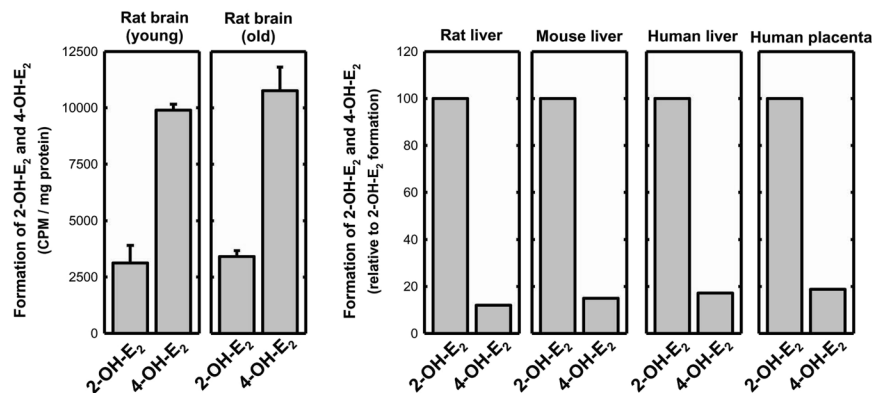 Rat brain
(young)
Rat brain
(old)
Formation of 2-OH-E₂ and 4-OH-E₂
(CPM / mg protein)
12500
10000
7500
5000
2500
0
2-OH-E₂
4-OH-E₂
2-OH-E₂
4-OH-E₂
Rat liver
Mouse liver
Human liver
Human placenta
Formation of 2-OH-E₂ and 4-OH-E₂
(relative to 2-OH-E₂ formation)
120
100
80
60
40
20
0
2-OH-E₂
4-OH-E₂
2-OH-E₂
4-OH-E₂
2-OH-E₂
4-OH-E₂
2-OH-E₂
4-OH-E₂